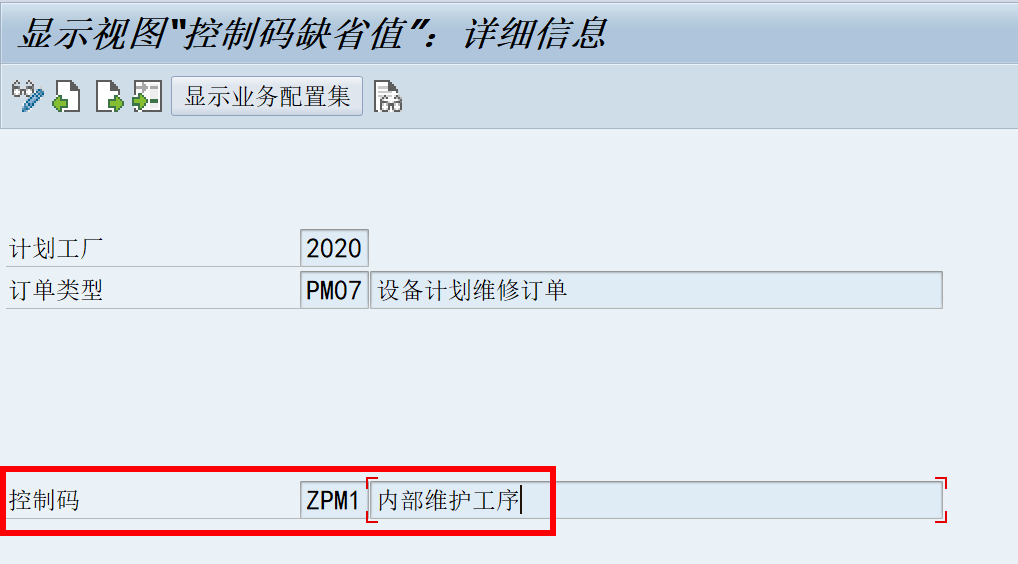 显示视图"控制码缺省值": 详细信息
显示业务配置集
计划工厂 2020
订单类型 PM07 设备计划维修订单
控制码 ZPM1 内部维护工序